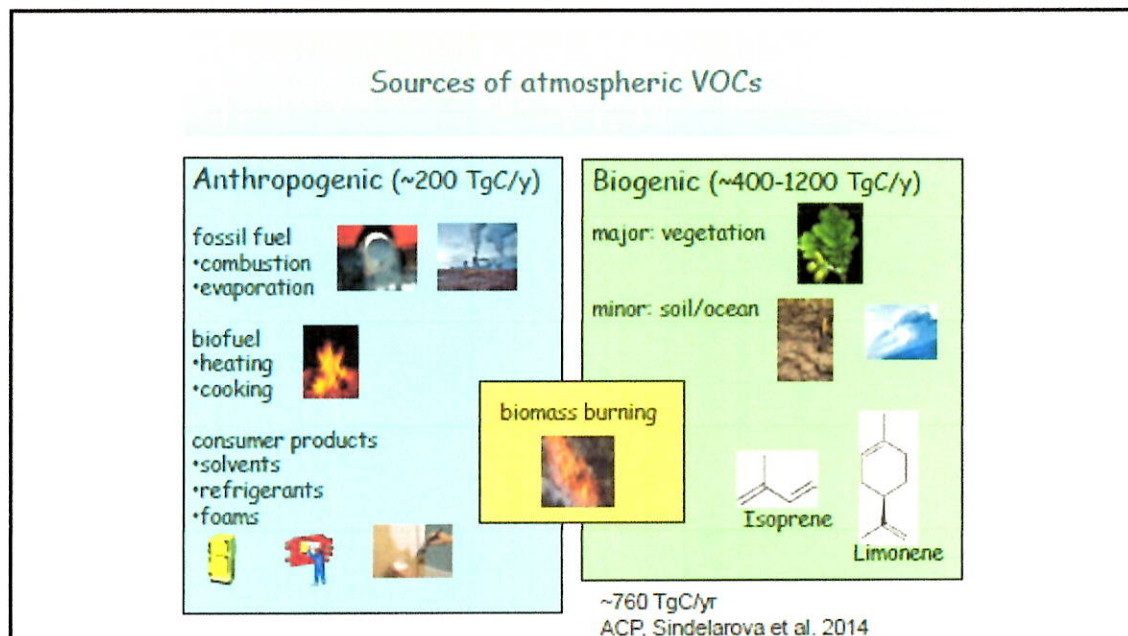 Sources of atmospheric VOCs
Anthropogenic (~200 TgC/y)
fossil fuel
•combustion
•evaporation
biofuel
•heating
•cooking
consumer products
•solvents
•refrigerants
•foams
biomass burning
Biogenic (~400-1200 TgC/y)
major: vegetation
minor: soil/ocean
Isoprene
Limonene
~760 TgC/yr
ACP, Sindelarova et al. 2014